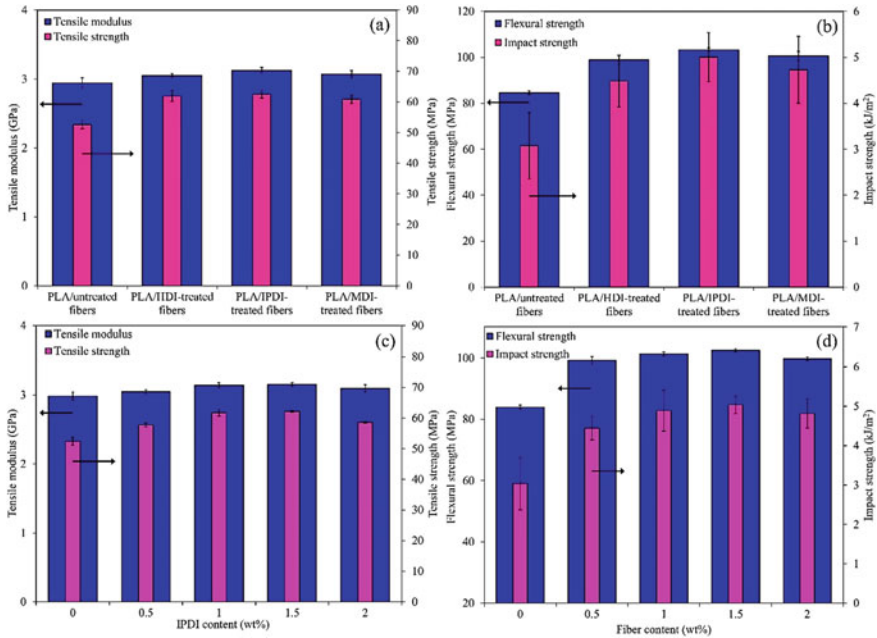 (a)
Tensile modulus
Tensile strength
Tensile modulus (GPa)
4
3
2
1
0
Tensile strength (MPa)
90
80
70
60
50
40
30
20
10
0
PLA/untreated fibers
PLA/HDI-treated fibers
PLA/IPDI-treated fibers
PLA/MDI-treated fibers
(b)
Flexural strength
Impact strength
Flexural strength (MPa)
120
100
80
60
40
20
0
Impact strength (kJ/m²)
6
5
4
3
2
1
0
PLA/untreated fibers
PLA/HDI-treated fibers
PLA/IPDI-treated fibers
PLA/MDI-treated fibers
(c)
Tensile modulus
Tensile strength
Tensile modulus (GPa)
4
3
2
1
0
Tensile strength (MPa)
90
80
70
60
50
40
30
20
10
0
0
0.5
1
1.5
2
IPDI content (wt%)
(d)
Flexural strength
Impact strength
Flexural strength (MPa)
100
80
60
40
20
Impact strength (kJ/m²)
7
6
5
4
3
2
1
0
0
0.5
1
1.5
2
Fiber content (wt%)